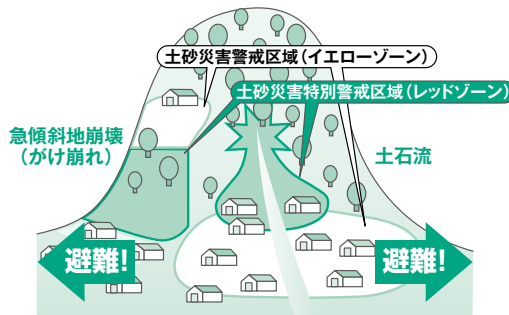 土砂災害警戒区域（イエローゾーン）
土砂災害特別警戒区域（レッドゾーン）
急傾斜地崩壊
（がけ崩れ）
土石流
避難!
避難!